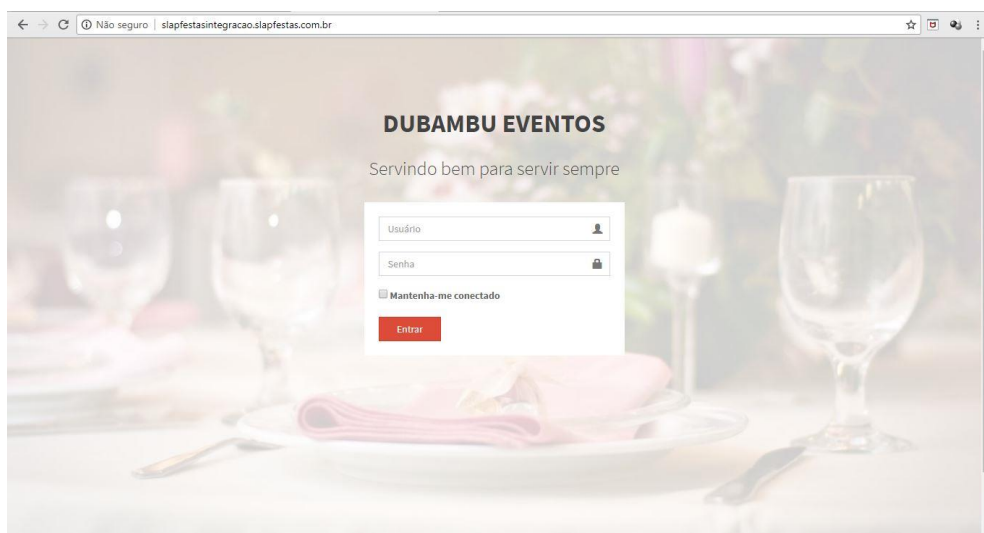 Não seguro | slapfestasintegracao.slapfestas.com.br
DUBAMBU EVENTOS
Servindo bem para servir sempre
Usuário
Senha
Mantenha-me conectado
Entrar